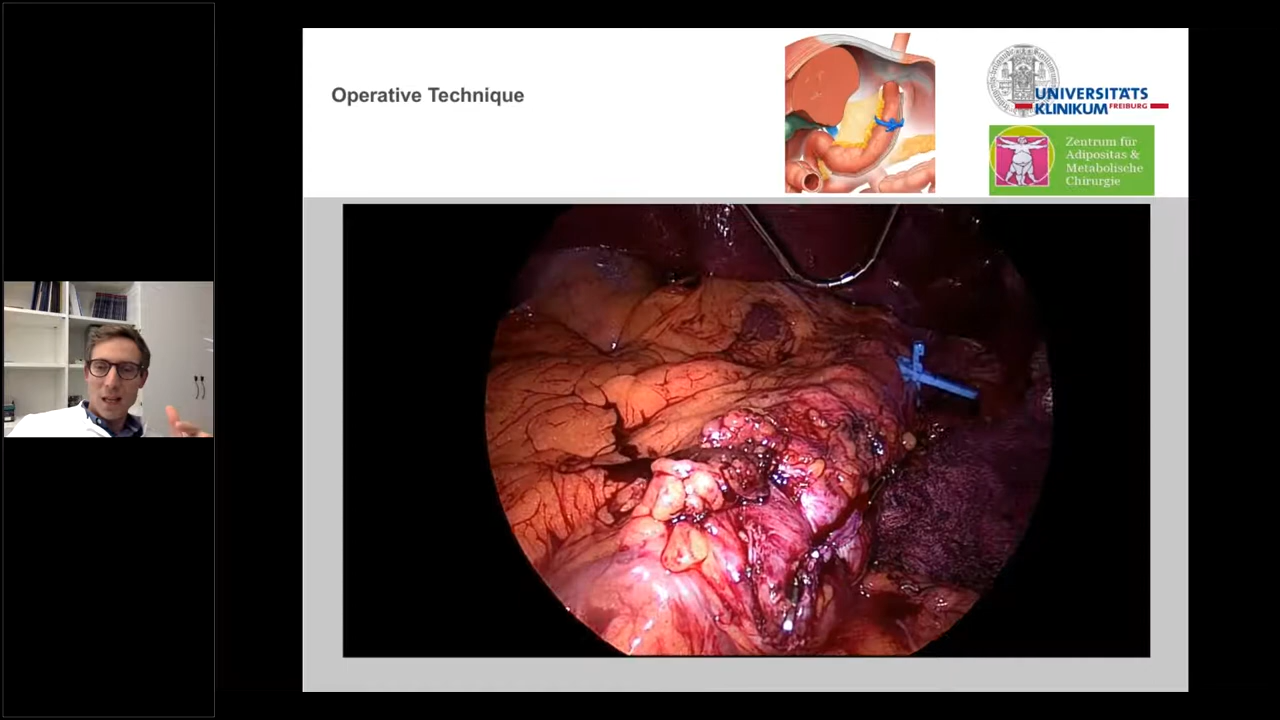 Operative Technique
UNIVERSITÄTS
KLINIKUM FREIBURG
Zentrum für
Adipositas &
Metabolische
Chirurgie